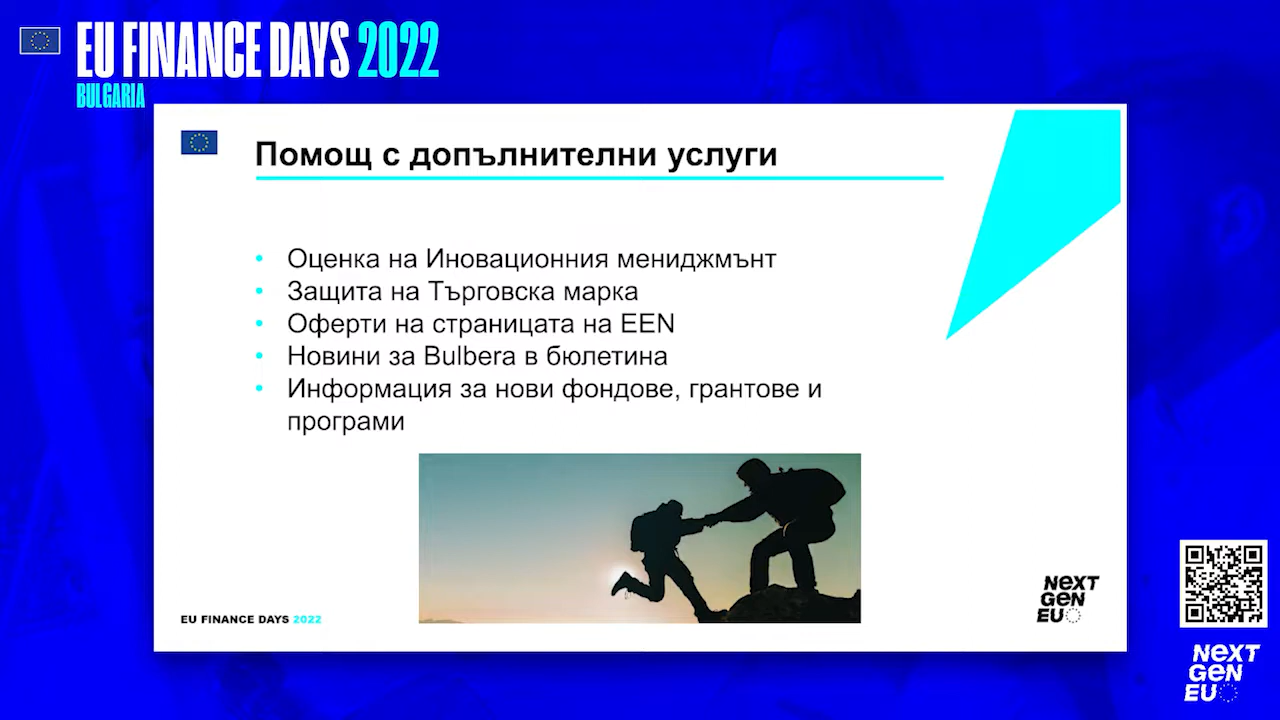 EU FINANCE DAYS 2022
BULGARIA
Помощ с допълнителни услуги
• Оценка на Иновационния мениджмънт
• Защита на Търговска марка
• Оферти на страницата на EEN
• Новини за Bulbera в бюлетина
• Информация за нови фондове, грантове и
програми
EU FINANCE DAYS 2022
NEXT
GEN
EU
NEXT
GEN
EU